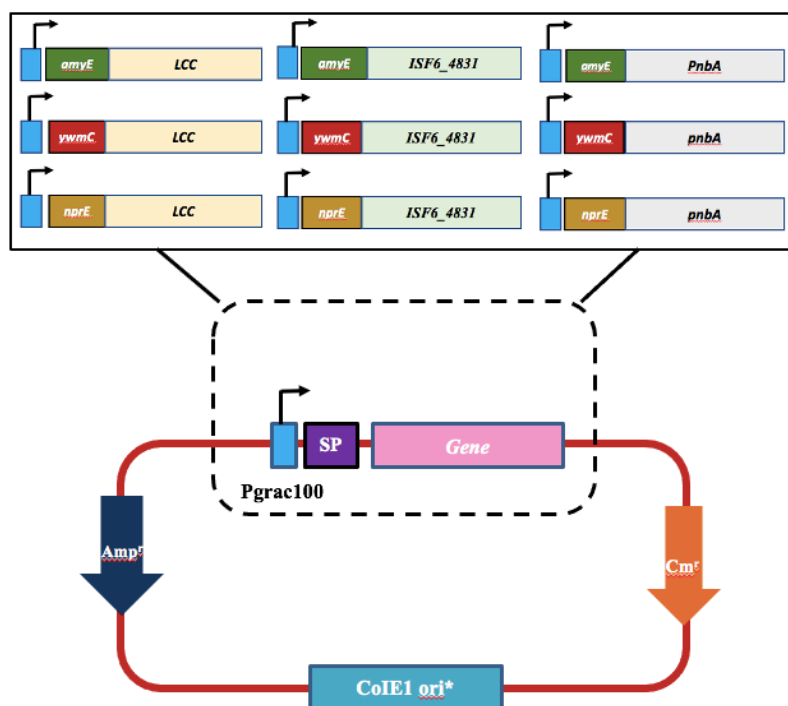 amyE LCC amyE ISF6_4831 amyE PnbA
ywmC LCC ywmC ISF6_4831 ywmC pnbA
nprE LCC nprE ISF6_4831 nprE pnbA
SP Gene
Pgrac100
Ampr Cmr
ColE1 ori*